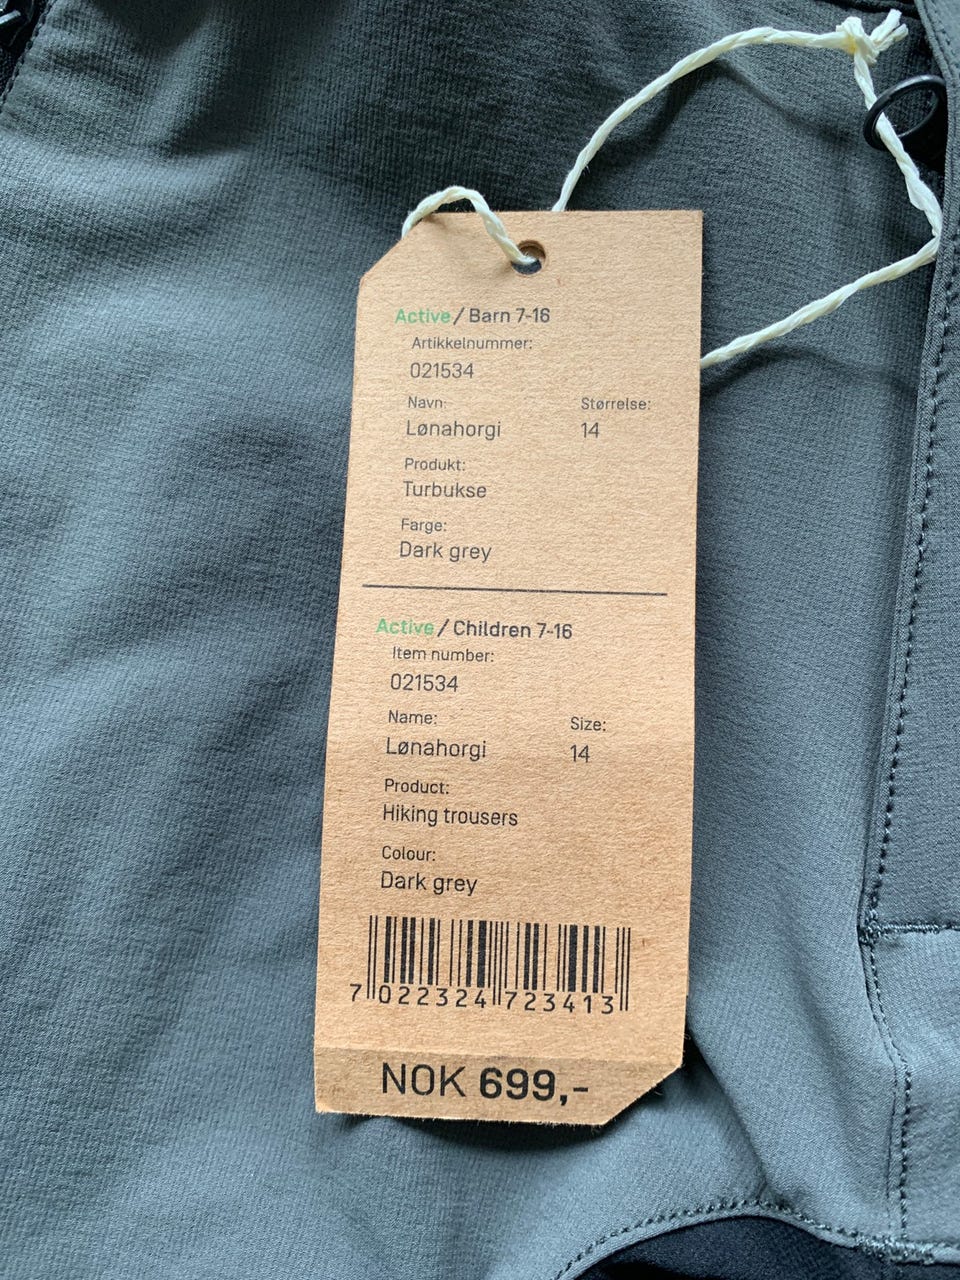 Active / Barn 7-16
Artikkelnummer:
021534
Navn: Størrelse:
Lønahorgi 14
Produkt:
Turbukse
Farge:
Dark grey
Active / Children 7-16
Item number:
021534
Name: Size:
Lønahorgi 14
Product:
Hiking trousers
Colour:
Dark grey
7 022324 723413
NOK 699,-